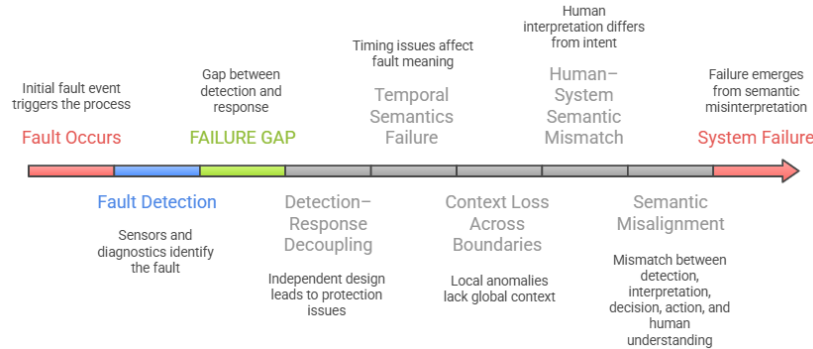 Initial fault event
triggers the process
Fault Occurs
Fault Detection
Sensors and
diagnostics identify
the fault
Gap between
detection and
response
FAILURE GAP
Detection–
Response
Decoupling
Independent design
leads to protection
issues
Timing issues affect
fault meaning
Temporal
Semantics
Failure
Context Loss
Across
Boundaries
Local anomalies
lack global context
Human
interpretation differs
from intent
Human–
System
Semantic
Mismatch
Semantic
Misalignment
Mismatch between
detection,
interpretation,
decision, action, and
human
understanding
Failure emerges
from semantic
misinterpretation
System Failure